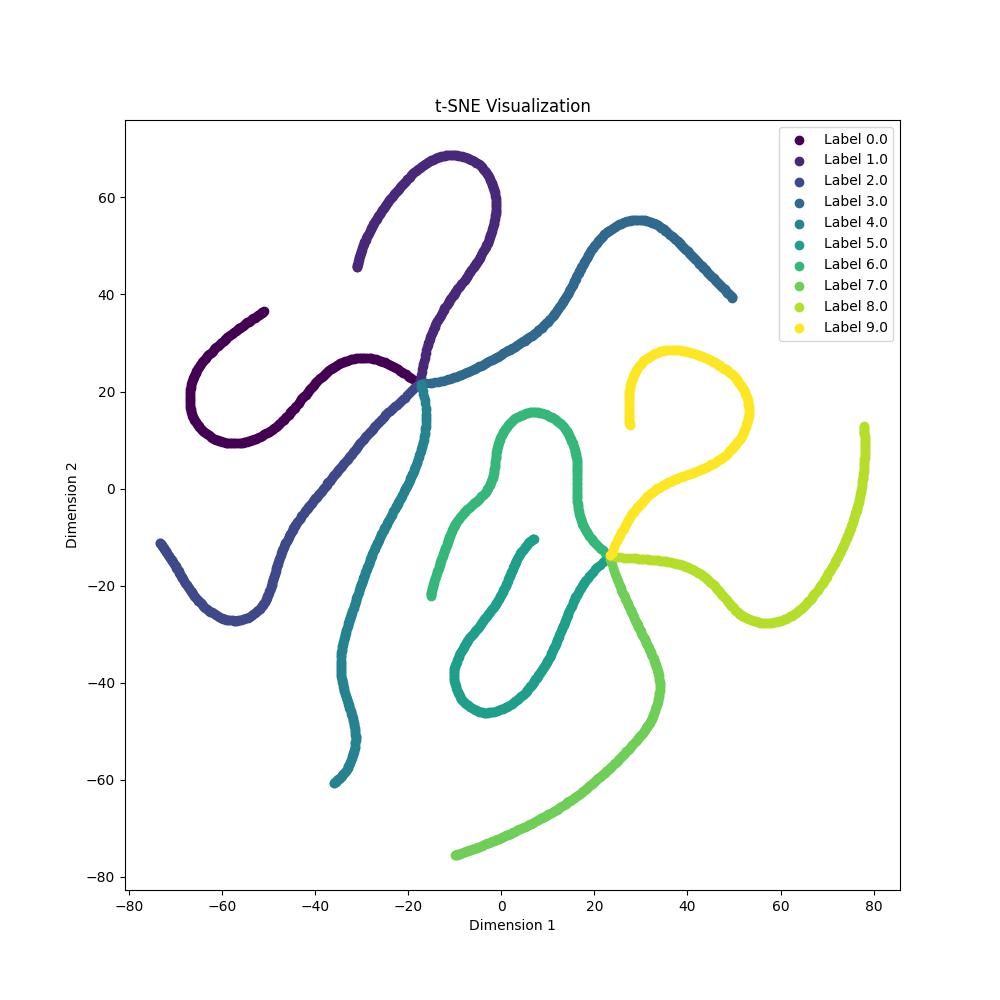 t-SNE Visualization
Label 0.0
Label 1.0
Label 2.0
Label 3.0
Label 4.0
Label 5.0
Label 6.0
Label 7.0
Label 8.0
Label 9.0
60
40
20
0
−20
−40
−60
−80
Dimension 2
−80 −60 −40 −20 0 20 40 60 80
Dimension 1